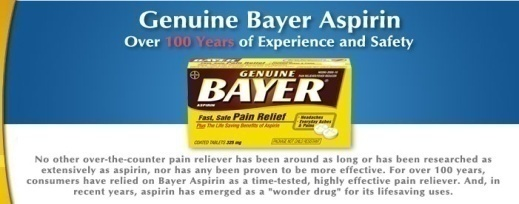 Genuine Bayer Aspirin
Over 100 Years of Experience and Safety
GENUINE
BAYER
ASPIRIN
Fast, Safe Pain Relief
Plus The Life Saving Benefits of Aspirin
Headaches
Everyday Aches
& Pains
COATED TABLETS 325 mg
No other over-the-counter pain reliever has been around as long or has been researched as
extensively as aspirin, nor has any been proven to be more effective. For over 100 years,
consumers have relied on Bayer Aspirin as a time-tested, highly effective pain reliever. And, in
recent years, aspirin has emerged as a "wonder drug" for its lifesaving uses.